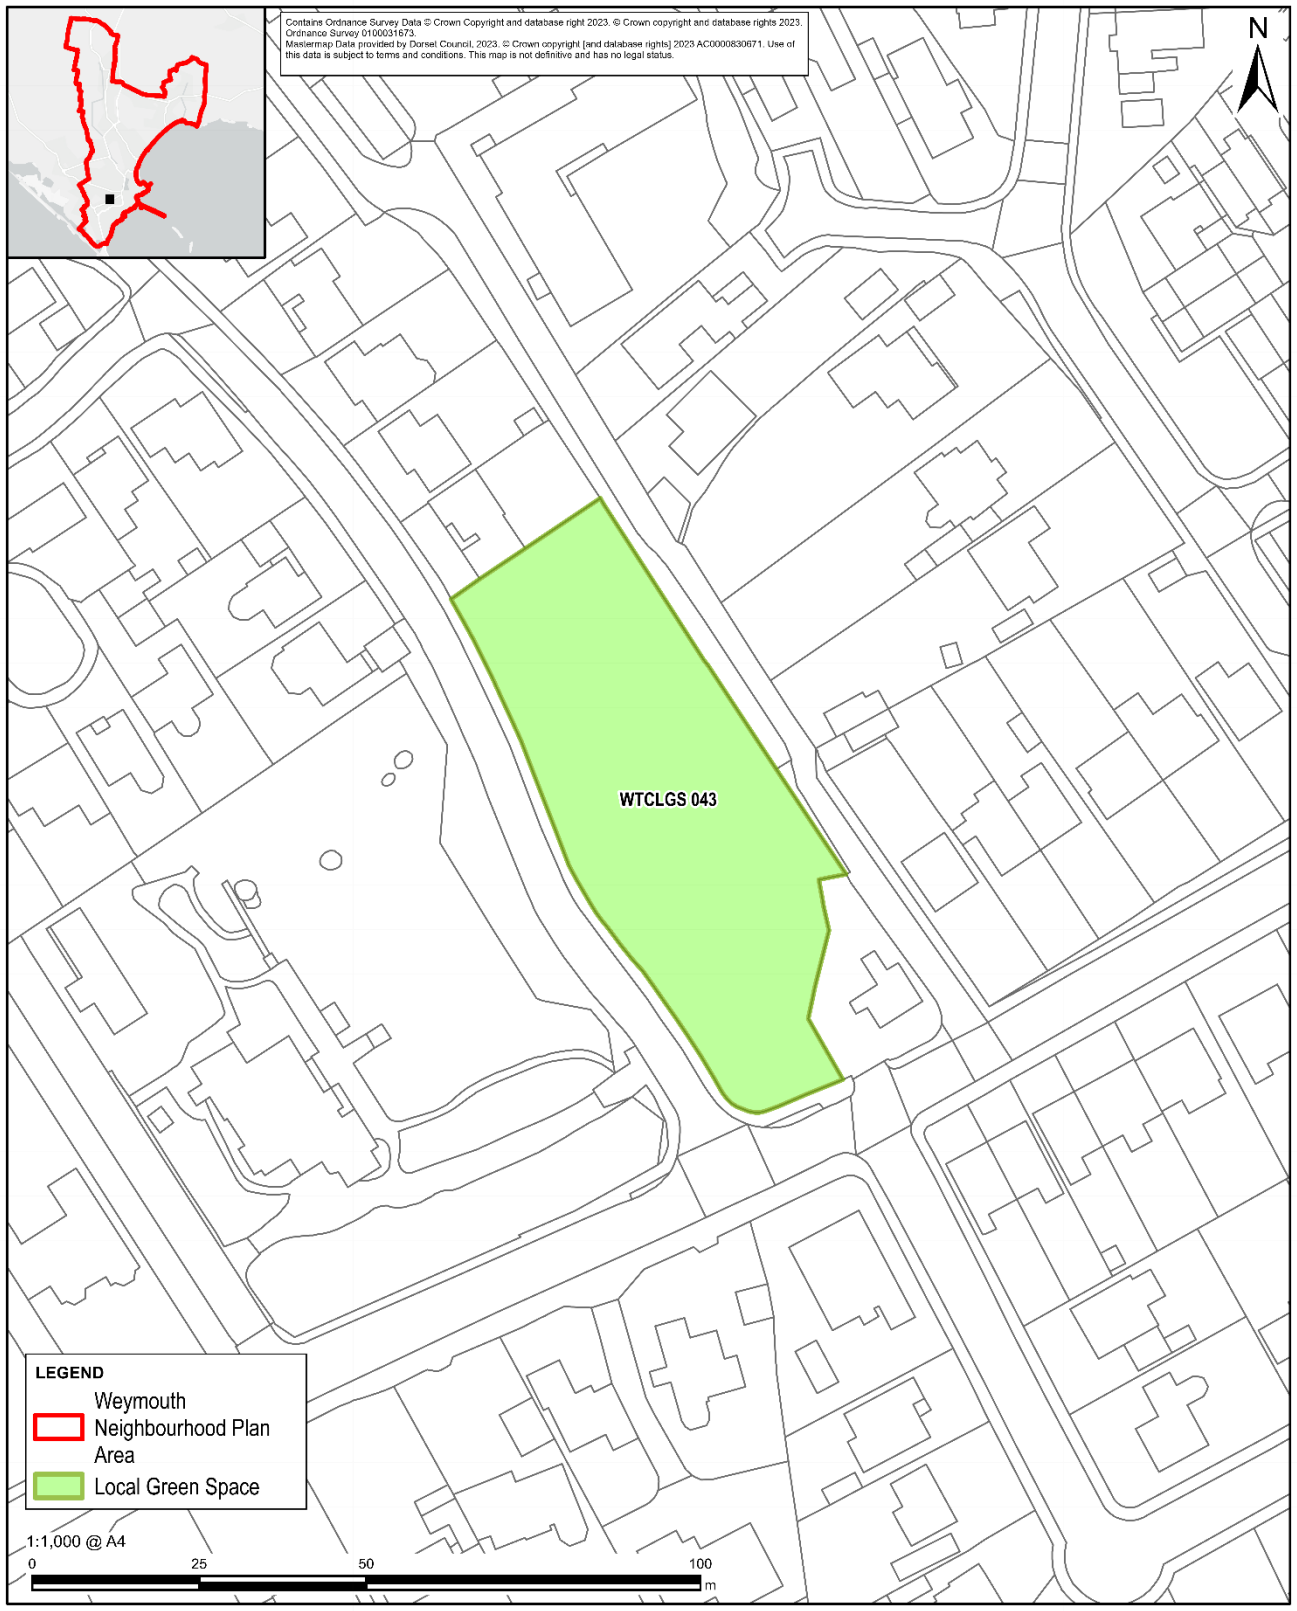 Contains Ordnance Survey Data © Crown Copyright and database right 2023. © Crown copyright and database rights 2023.
Ordnance Survey 0100031673.
Mastermap Data provided by Dorset Council, 2023. © Crown copyright [and database rights] 2023 AC0000830671. Use of
this data is subject to terms and conditions. This map is not definitive and has no legal status.
N
WTCLGS 043
LEGEND
Weymouth
Neighbourhood Plan
Area
Local Green Space
1:1,000 @ A4
0 25 50 100
m